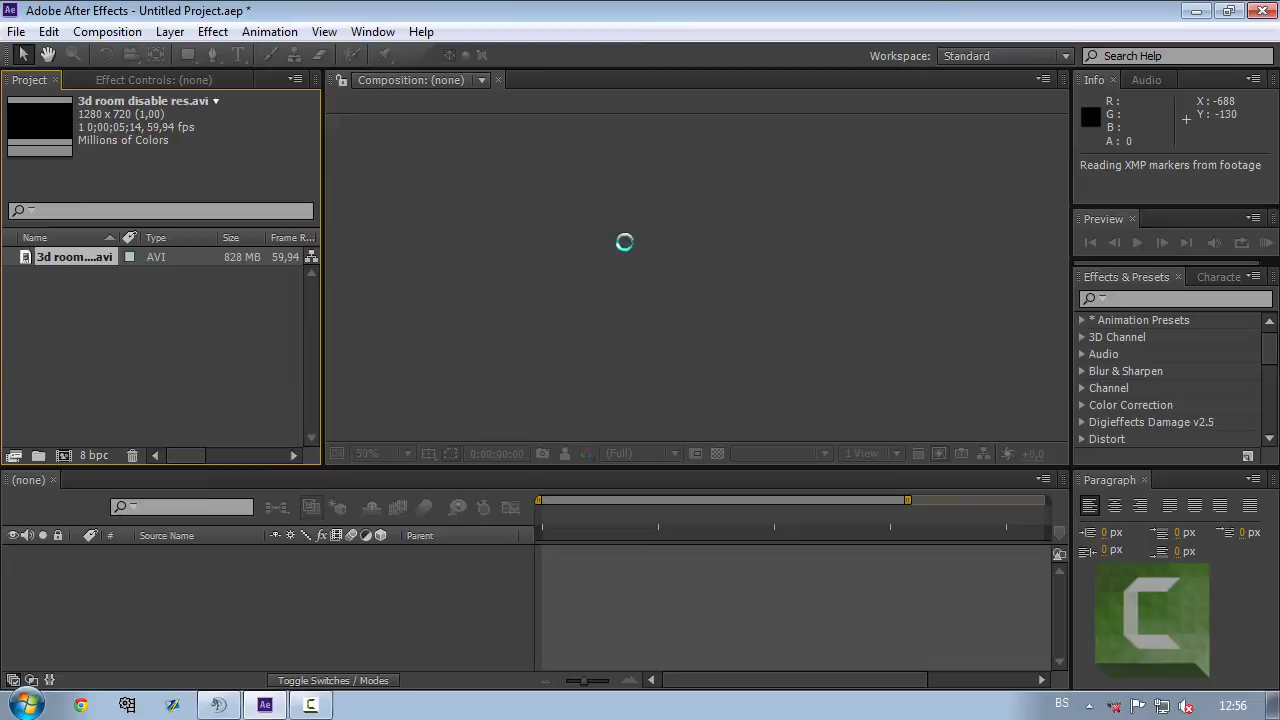 Adobe After Effects - Untitled Project.aep *
File Edit Composition Layer Effect Animation View Window Help
Workspace: Standard Search Help
Project Effect Controls: (none) Composition: (none) Info Audio
3d room disable res.avi
1280 x 720 (1,00)
1 0;00;05;14, 59,94 fps
Millions of Colors
R :
G :
B :
A : 0
X : -688
Y : -130
Reading XMP markers from footage
Preview
Name Type Size Frame R...
3d room....avi AVI 828 MB 59,94
Effects & Presets Characte
* Animation Presets
3D Channel
Audio
Blur & Sharpen
Channel
Color Correction
Digieffects Damage v2.5
Distort
8 bpc 50% 0:00:00:00 (Full) 1 View +0,0
(none) Paragraph
# Source Name Parent
0 px 0 px 0 px
0 px 0 px
Toggle Switches / Modes
BS 12:56